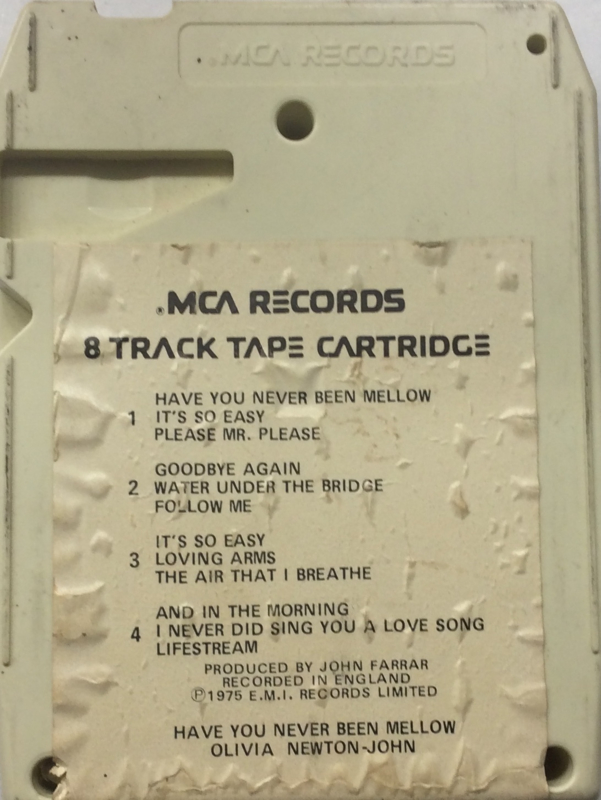 .MCA RECORDS
.MCA RECORDS
8 TRACK TAPE CARTRIDGE
HAVE YOU NEVER BEEN MELLOW
1 IT'S SO EASY
PLEASE MR. PLEASE
GOODBYE AGAIN
2 WATER UNDER THE BRIDGE
FOLLOW ME
IT'S SO EASY
3 LOVING ARMS
THE AIR THAT I BREATHE
AND IN THE MORNING
4 I NEVER DID SING YOU A LOVE SONG
LIFESTREAM
PRODUCED BY JOHN FARRAR
RECORDED IN ENGLAND
℗1975 E.M.I. RECORDS LIMITED
HAVE YOU NEVER BEEN MELLOW
OLIVIA NEWTON-JOHN